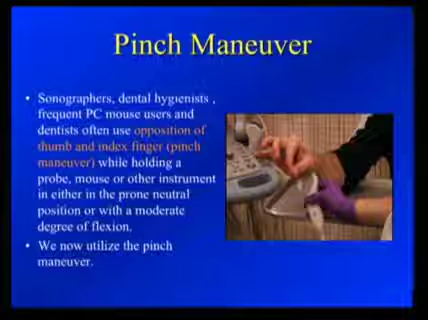 Pinch Maneuver
• Sonographers, dental hygienists ,
frequent PC mouse users and
dentists often use opposition of
thumb and index finger (pinch
maneuver) while holding a
probe, mouse or other instrument
in either in the prone neutral
position or with a moderate
degree of flexion.
• We now utilize the pinch
maneuver.